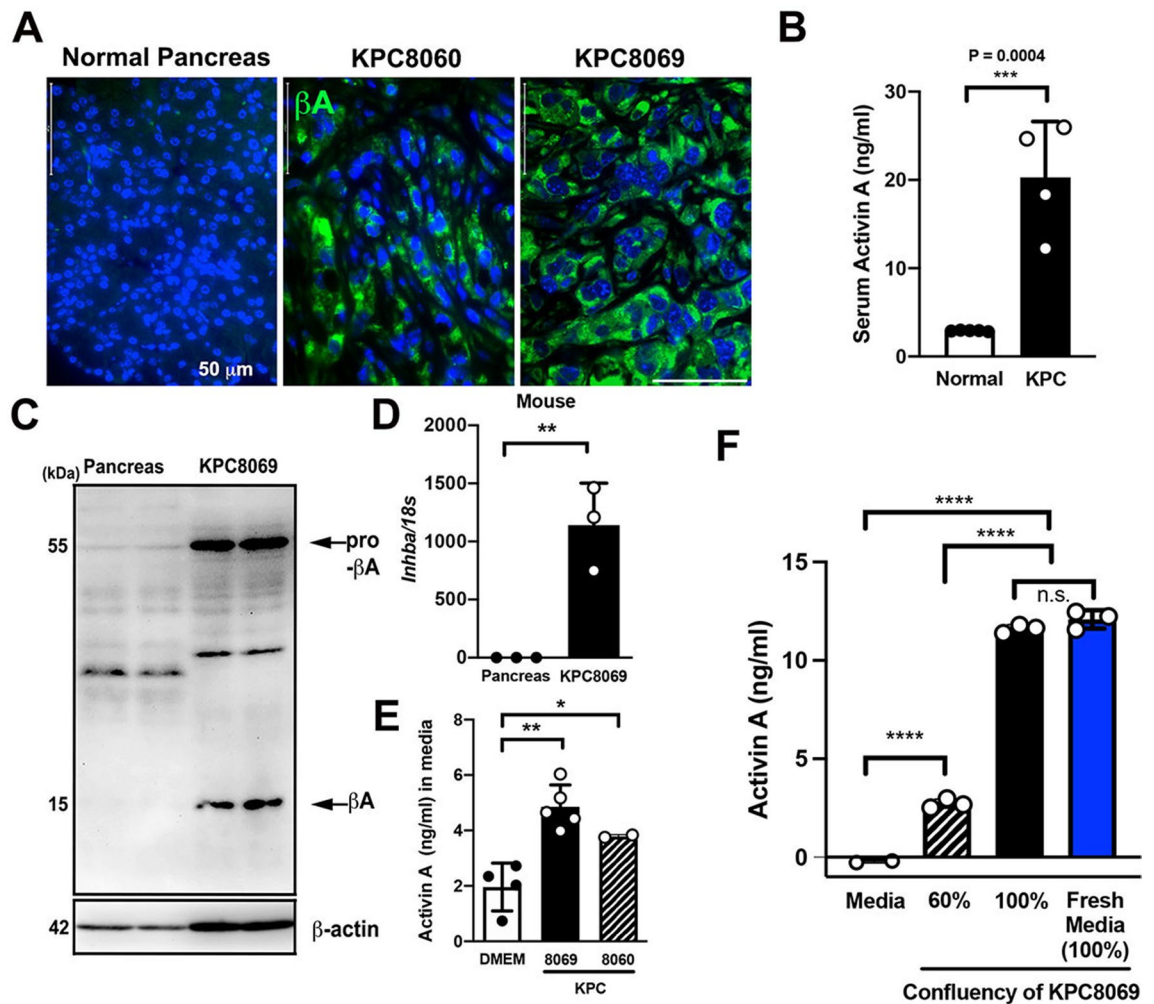 A
Normal Pancreas
KPC8060
KPC8069
βA
50 μm
B
P = 0.0004
***
Serum Activin A (ng/ml)
30
20
10
0
Normal
KPC
C
(kDa)
Pancreas
KPC8069
55
pro
-βA
15
βA
42
β-actin
D
Mouse
**
Inhba/18s
2000
1500
1000
500
0
Pancreas
KPC8069
E
*
**
Activin A (ng/ml) in media
8
6
4
2
0
DMEM
8069
8060
KPC
F
****
****
n.s.
****
Activin A (ng/ml)
15
10
5
0
Media
60%
100%
Fresh
Media
(100%)
Confluency of KPC8069